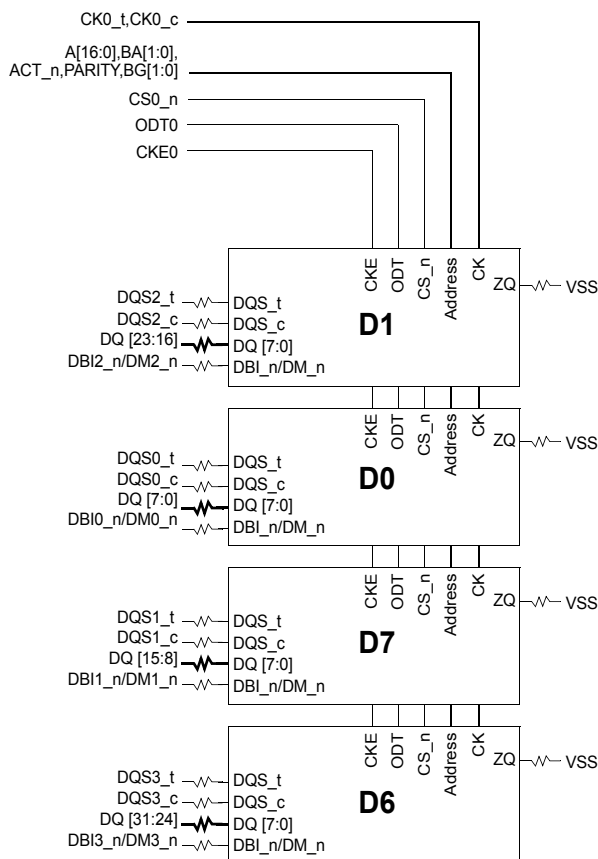 CK0_t,CK0_c
A[16:0],BA[1:0],
ACT_n,PARITY,BG[1:0]
CS0_n
ODT0
CKE0
CKE
ODT
CS_n
Address
CK
ZQ
VSS
DQS2_t
DQS_t
D1
DQS2_c
DQS_c
DQ [23:16]
DQ [7:0]
DBI2_n/DM2_n
DBI_n/DM_n
CKE
ODT
CS_n
Address
CK
ZQ
VSS
DQS0_t
DQS_t
D0
DQS0_c
DQS_c
DQ [7:0]
DQ [7:0]
DBI0_n/DM0_n
DBI_n/DM_n
CKE
ODT
CS_n
Address
CK
ZQ
VSS
DQS1_t
DQS_t
D7
DQS1_c
DQS_c
DQ [15:8]
DQ [7:0]
DBI1_n/DM1_n
DBI_n/DM_n
CKE
ODT
CS_n
Address
CK
ZQ
VSS
DQS3_t
DQS_t
D6
DQS3_c
DQS_c
DQ [31:24]
DQ [7:0]
DBI3_n/DM3_n
DBI_n/DM_n